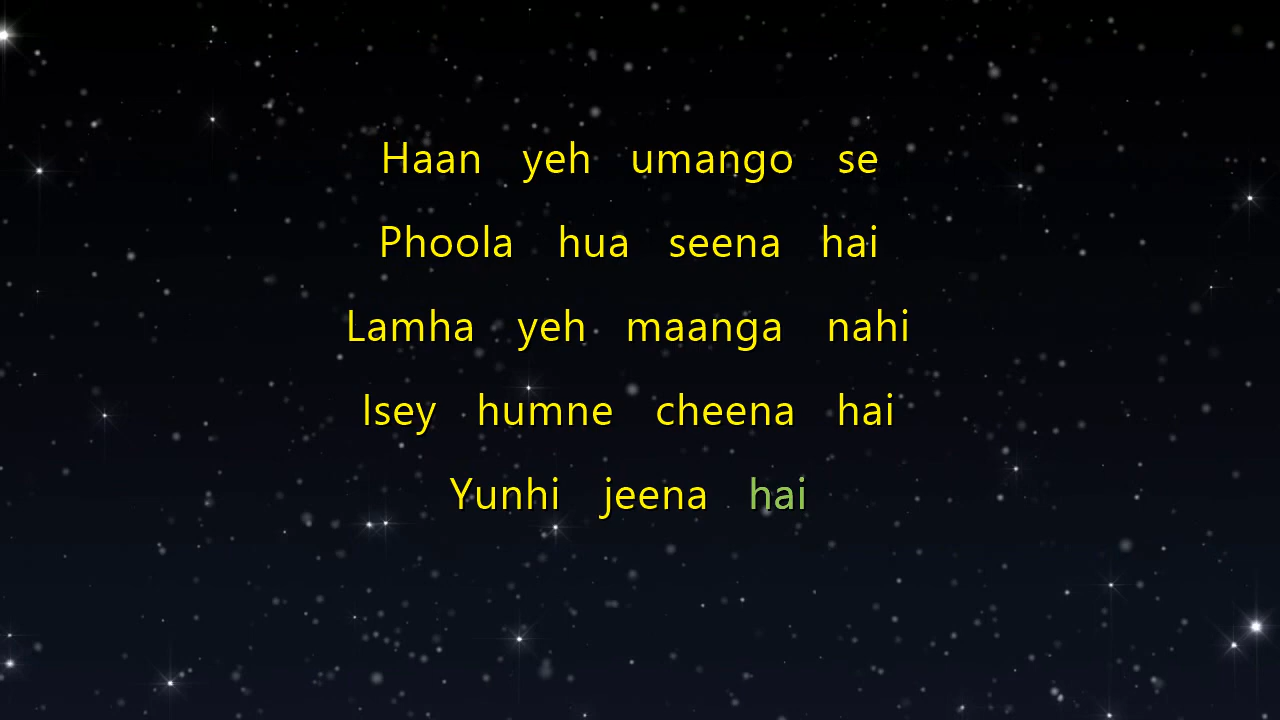 Haan yeh umango se
Phoola hua seena hai
Lamha yeh maanga nahi
Isey humne cheena hai
Yunhi jeena hai